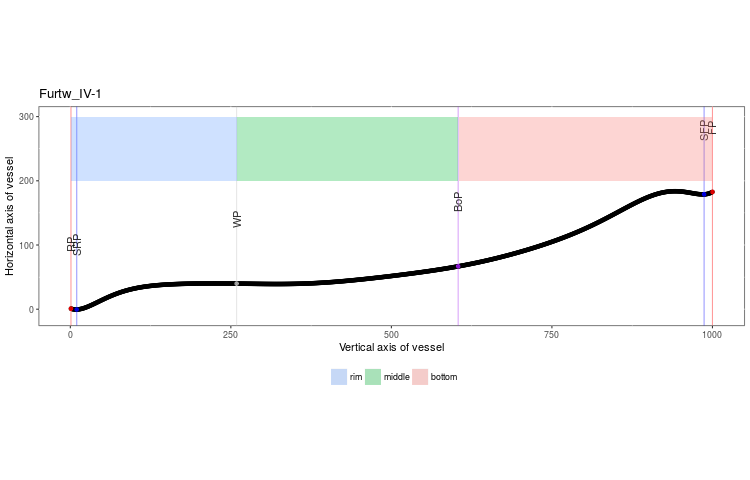 Furtw_IV-1
Horizontal axis of vessel
300
200
100
0
RP
SRP
WP
BoP
SFP
FP
0
250
500
750
1000
Vertical axis of vessel
rim
middle
bottom